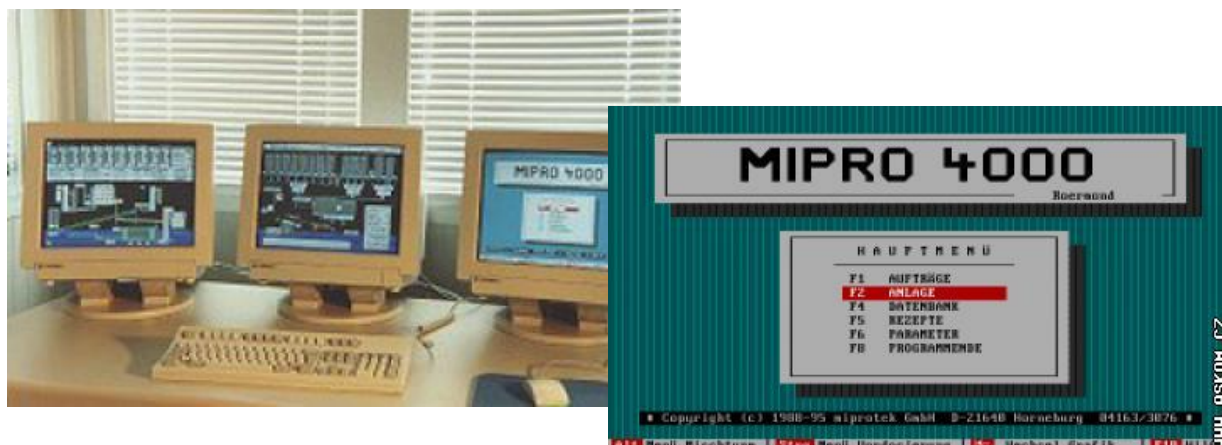 MIPRO 4000
MIPRO 4000
Roermond
HAUPTMENÜ
F1 AUFTRÄGE
F2 ANLAGE
F4 DATENBANK
F5 REZEPTE
F6 PARAMETER
F8 PROGRAMMENDE
* Copyright (c) 1988-95 miprotek GmbH D-21640 Horneburg 04163/3076 *